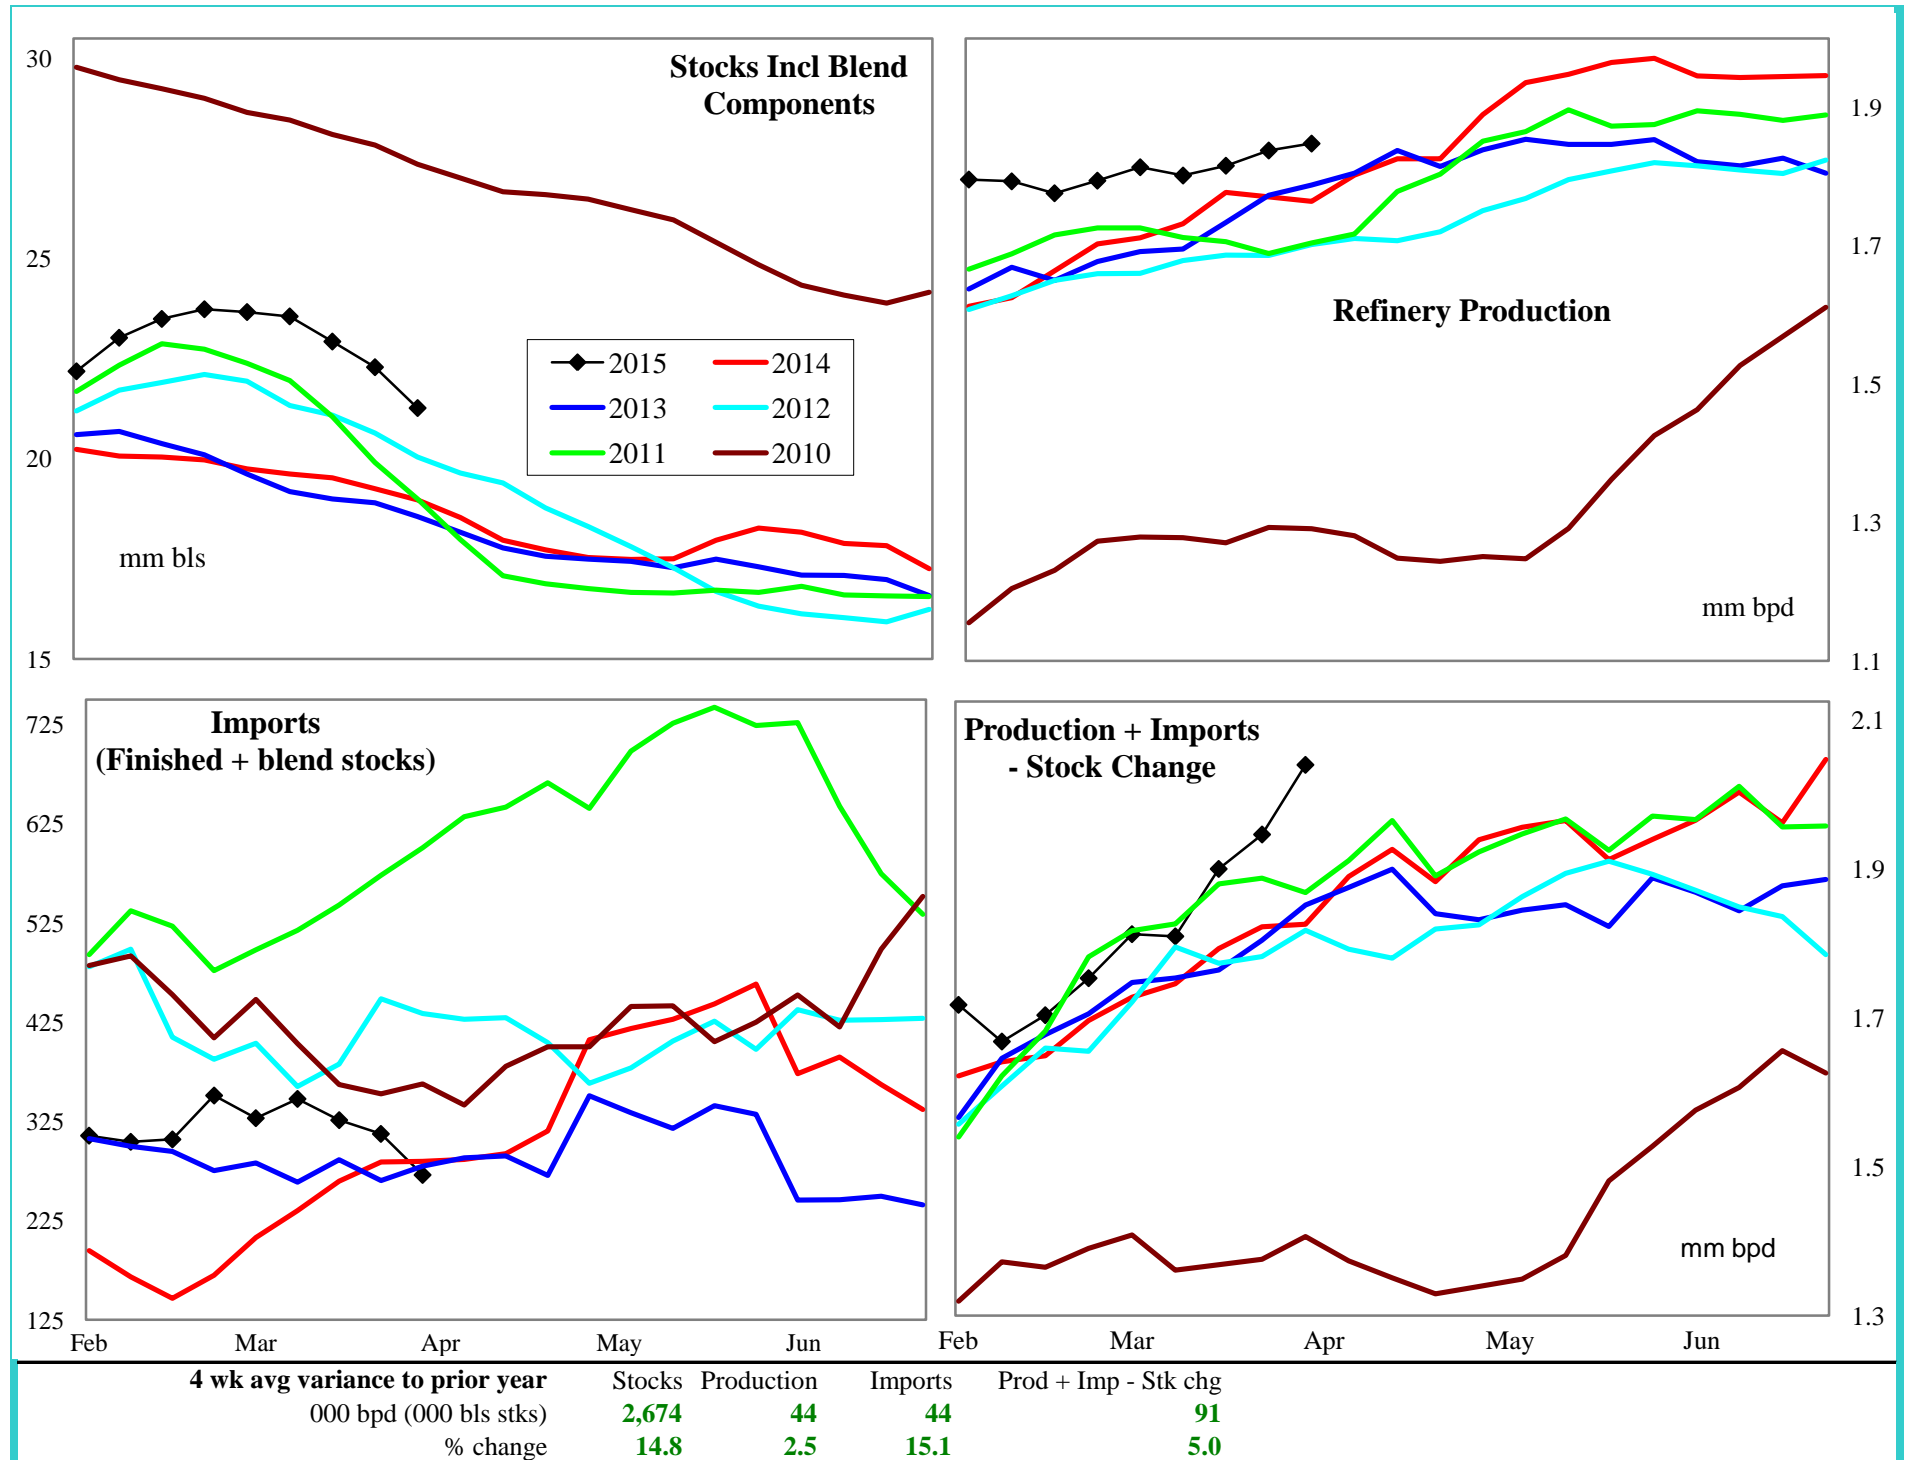 Stocks Incl Blend
Components
30
25
20
15
mm bls
2015
2014
2013
2012
2011
2010
Refinery Production
mm bpd
1.9
1.7
1.5
1.3
1.1
Imports
(Finished + blend stocks)
725
625
525
425
325
225
125
Feb
Mar
Apr
May
Jun
Production + Imports
- Stock Change
2.1
1.9
1.7
1.5
1.3
mm bpd
Feb
Mar
Apr
May
Jun
4 wk avg variance to prior year Stocks Production Imports Prod + Imp - Stk chg
000 bpd (000 bls stks) 2,674 44 44 91
% change 14.8 2.5 15.1 5.0